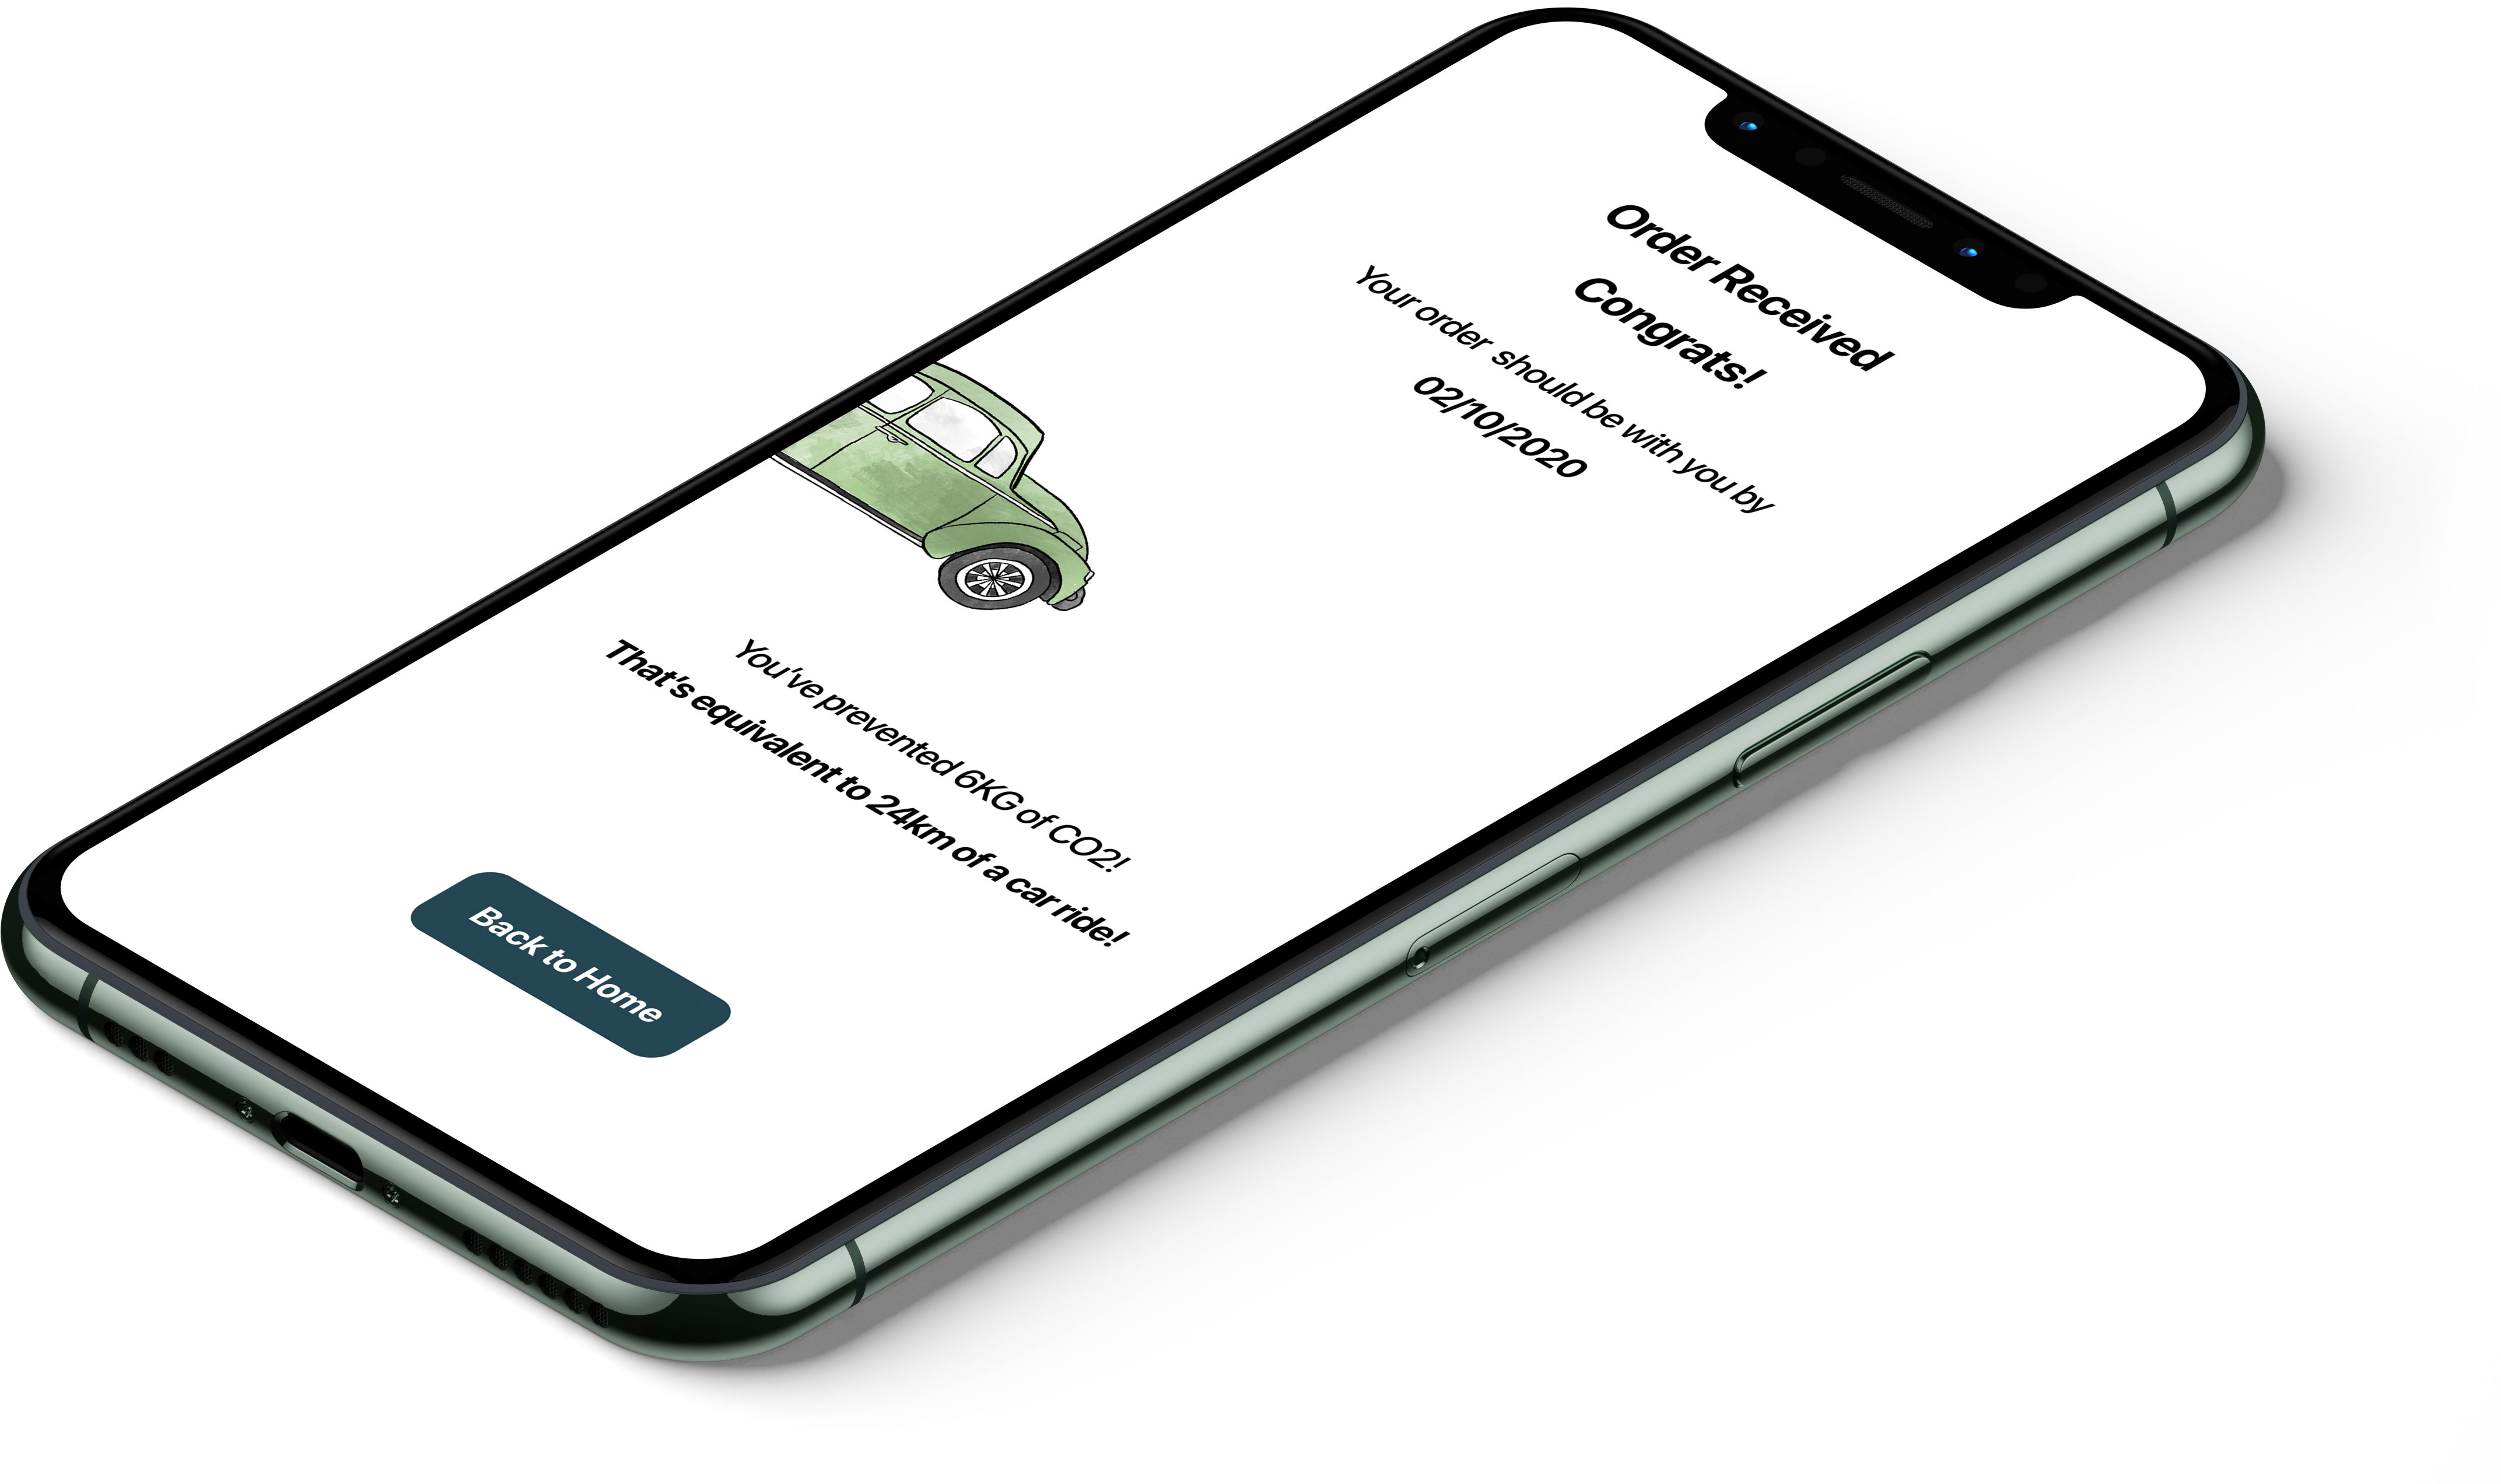 Order Received
Congrats!
Your order should be with you by
02/10/2020
You've prevented 6KG of CO2!
That's equivalent to 24km of a car ride!
Back to Home